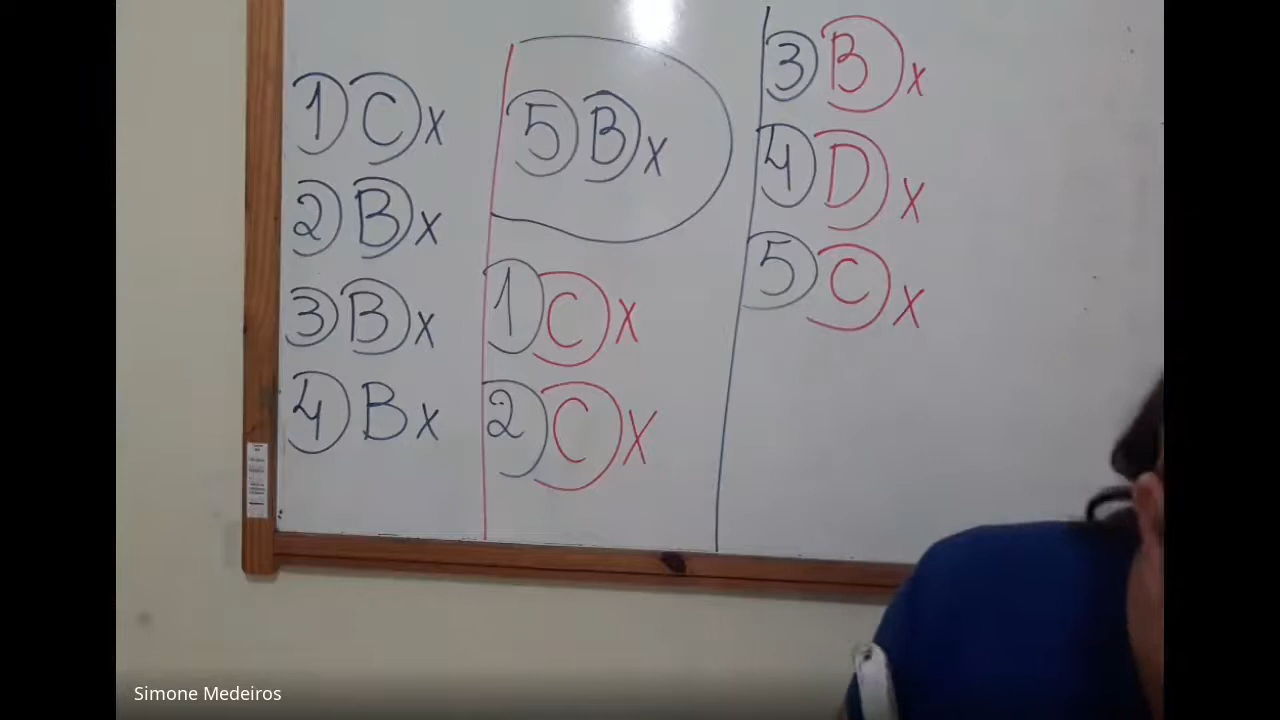 1 C x
2 B x
3 B x
4 B x
5 B x
1 C x
2 C x
3 B x
4 D x
5 C x
Simone Medeiros